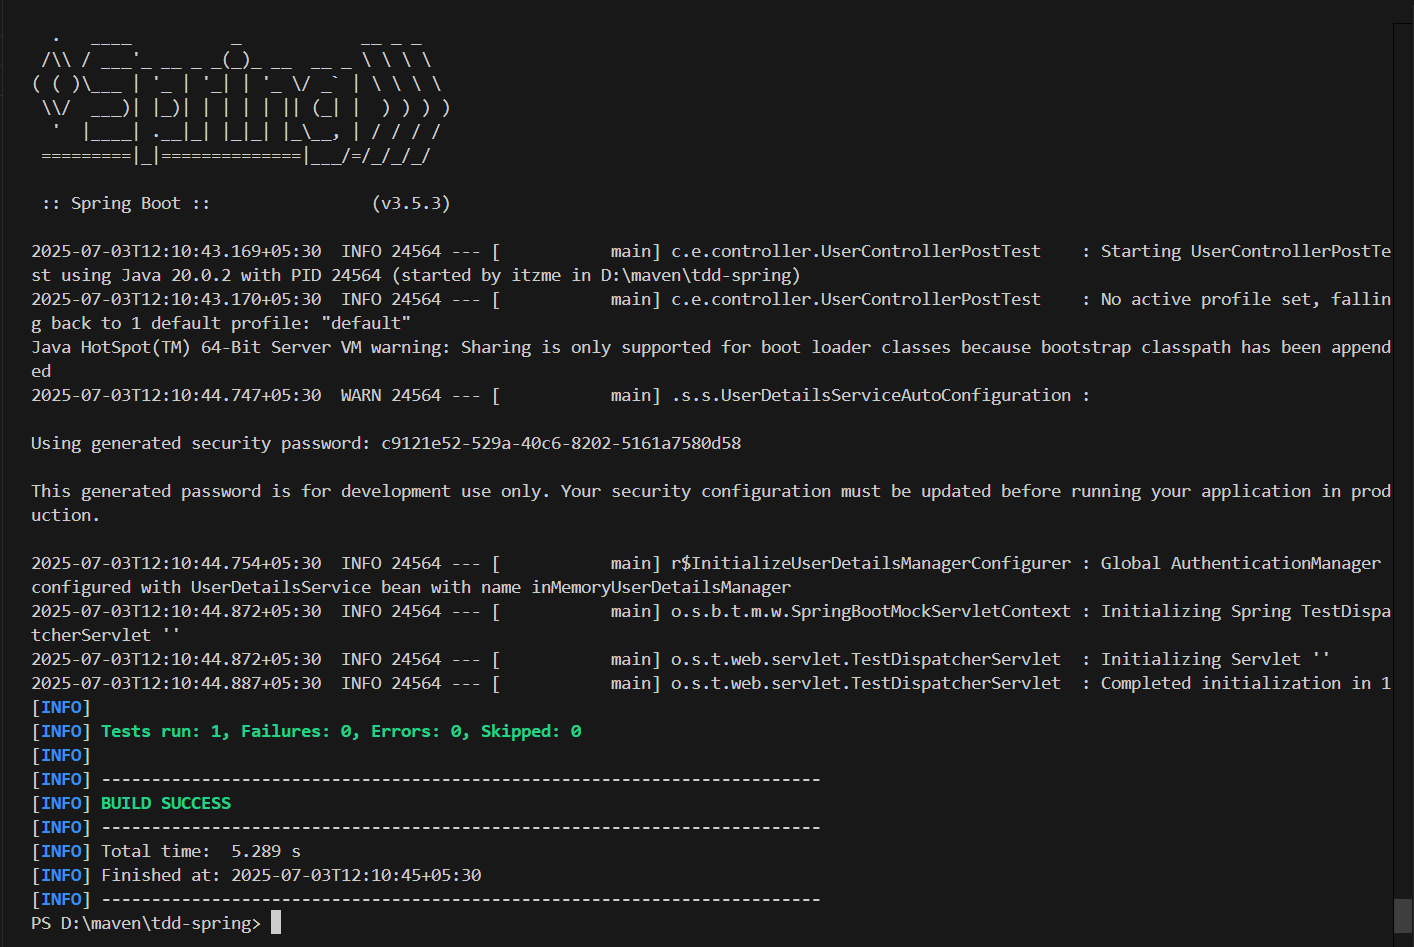 .   ____          _            __ _ _
 /\\ / ___'_ __ _ _(_)_ __  __ _ \ \ \ \
( ( )\___ | '_ | '_| | '_ \/ _` | \ \ \ \
 \\/  ___)| |_)| | | | | || (_| |  ) ) ) )
  '  |____| .__|_| |_|_| |_\__, | / / / /
 =========|_|==============|___/=/_/_/_/
 :: Spring Boot ::                (v3.5.3)
2025-07-03T12:10:43.169+05:30  INFO 24564 --- [           main] c.e.controller.UserControllerPostTest    : Starting UserControllerPostTe
st using Java 20.0.2 with PID 24564 (started by itzme in D:\maven\tdd-spring)
2025-07-03T12:10:43.170+05:30  INFO 24564 --- [           main] c.e.controller.UserControllerPostTest    : No active profile set, fallin
g back to 1 default profile: "default"
Java HotSpot(TM) 64-Bit Server VM warning: Sharing is only supported for boot loader classes because bootstrap classpath has been append
ed
2025-07-03T12:10:44.747+05:30  WARN 24564 --- [           main] .s.s.UserDetailsServiceAutoConfiguration :
Using generated security password: c9121e52-529a-40c6-8202-5161a7580d58
This generated password is for development use only. Your security configuration must be updated before running your application in prod
uction.
2025-07-03T12:10:44.754+05:30  INFO 24564 --- [           main] r$InitializeUserDetailsManagerConfigurer : Global AuthenticationManager
configured with UserDetailsService bean with name inMemoryUserDetailsManager
2025-07-03T12:10:44.872+05:30  INFO 24564 --- [           main] o.s.b.t.m.w.SpringBootMockServletContext : Initializing Spring TestDispa
tcherServlet ''
2025-07-03T12:10:44.872+05:30  INFO 24564 --- [           main] o.s.t.web.servlet.TestDispatcherServlet  : Initializing Servlet ''
2025-07-03T12:10:44.887+05:30  INFO 24564 --- [           main] o.s.t.web.servlet.TestDispatcherServlet  : Completed initialization in 1
[INFO]
[INFO] Tests run: 1, Failures: 0, Errors: 0, Skipped: 0
[INFO]
[INFO] ------------------------------------------------------------------------
[INFO] BUILD SUCCESS
[INFO] ------------------------------------------------------------------------
[INFO] Total time:  5.289 s
[INFO] Finished at: 2025-07-03T12:10:45+05:30
[INFO] ------------------------------------------------------------------------
PS D:\maven\tdd-spring>